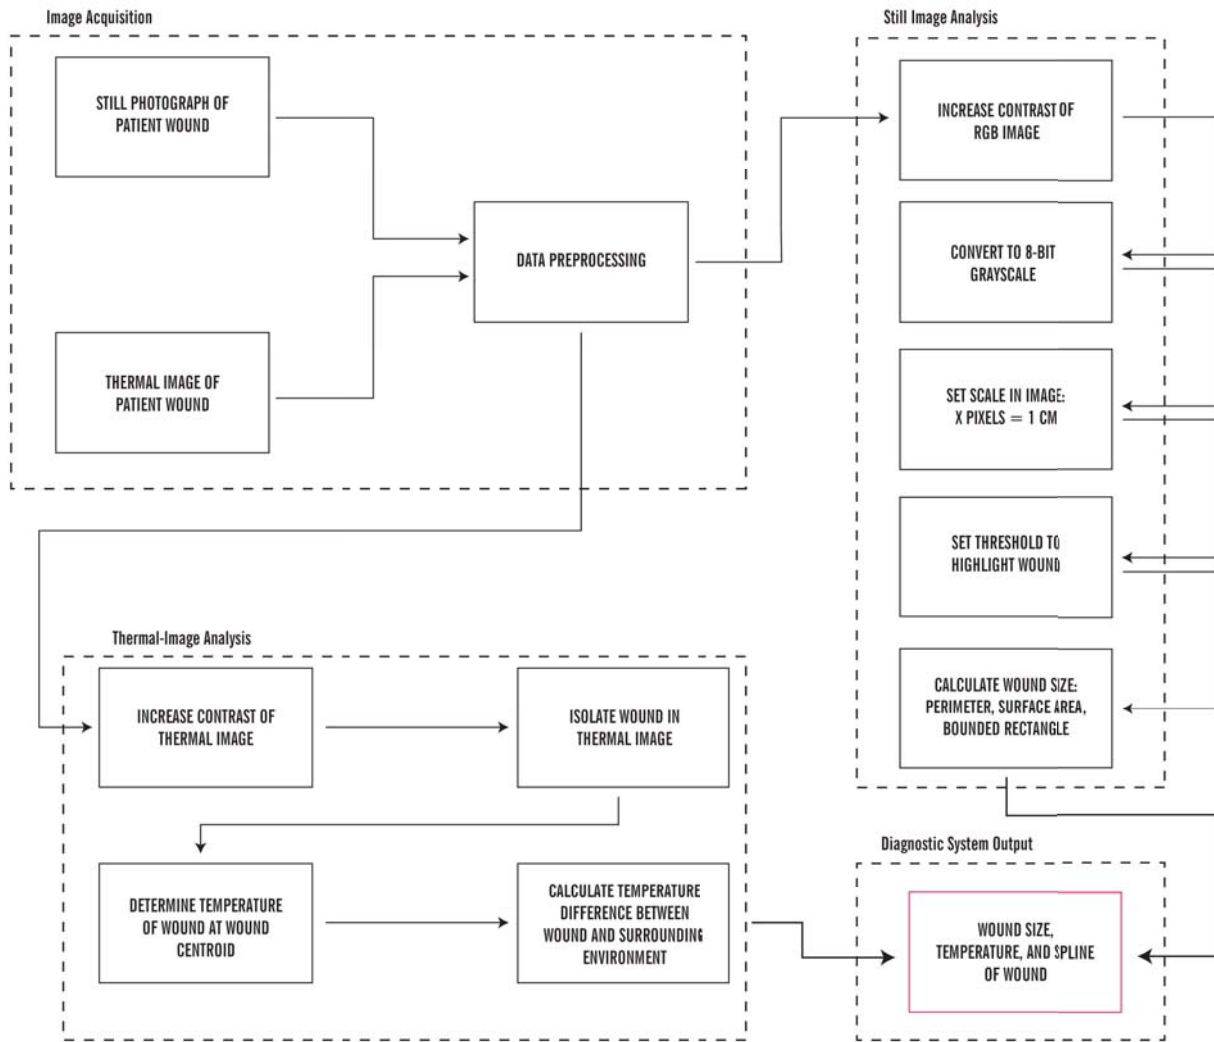 Image Acquisition
STILL PHOTOGRAPH OF
PATIENT WOUND
THERMAL IMAGE OF
PATIENT WOUND
DATA PREPROCESSING
Still Image Analysis
INCREASE CONTRAST OF
RGB IMAGE
CONVERT TO 8-BIT
GRAYSCALE
SET SCALE IN IMAGE:
X PIXELS = 1 CM
SET THRESHOLD TO
HIGHLIGHT WOUND
CALCULATE WOUND SIZE:
PERIMETER, SURFACE AREA,
BOUNDED RECTANGLE
Thermal-Image Analysis
INCREASE CONTRAST OF
THERMAL IMAGE
ISOLATE WOUND IN
THERMAL IMAGE
DETERMINE TEMPERATURE
OF WOUND AT WOUND
CENTROID
CALCULATE TEMPERATURE
DIFFERENCE BETWEEN
WOUND AND SURROUNDING
ENVIRONMENT
Diagnostic System Output
WOUND SIZE,
TEMPERATURE, AND SPLINE
OF WOUND